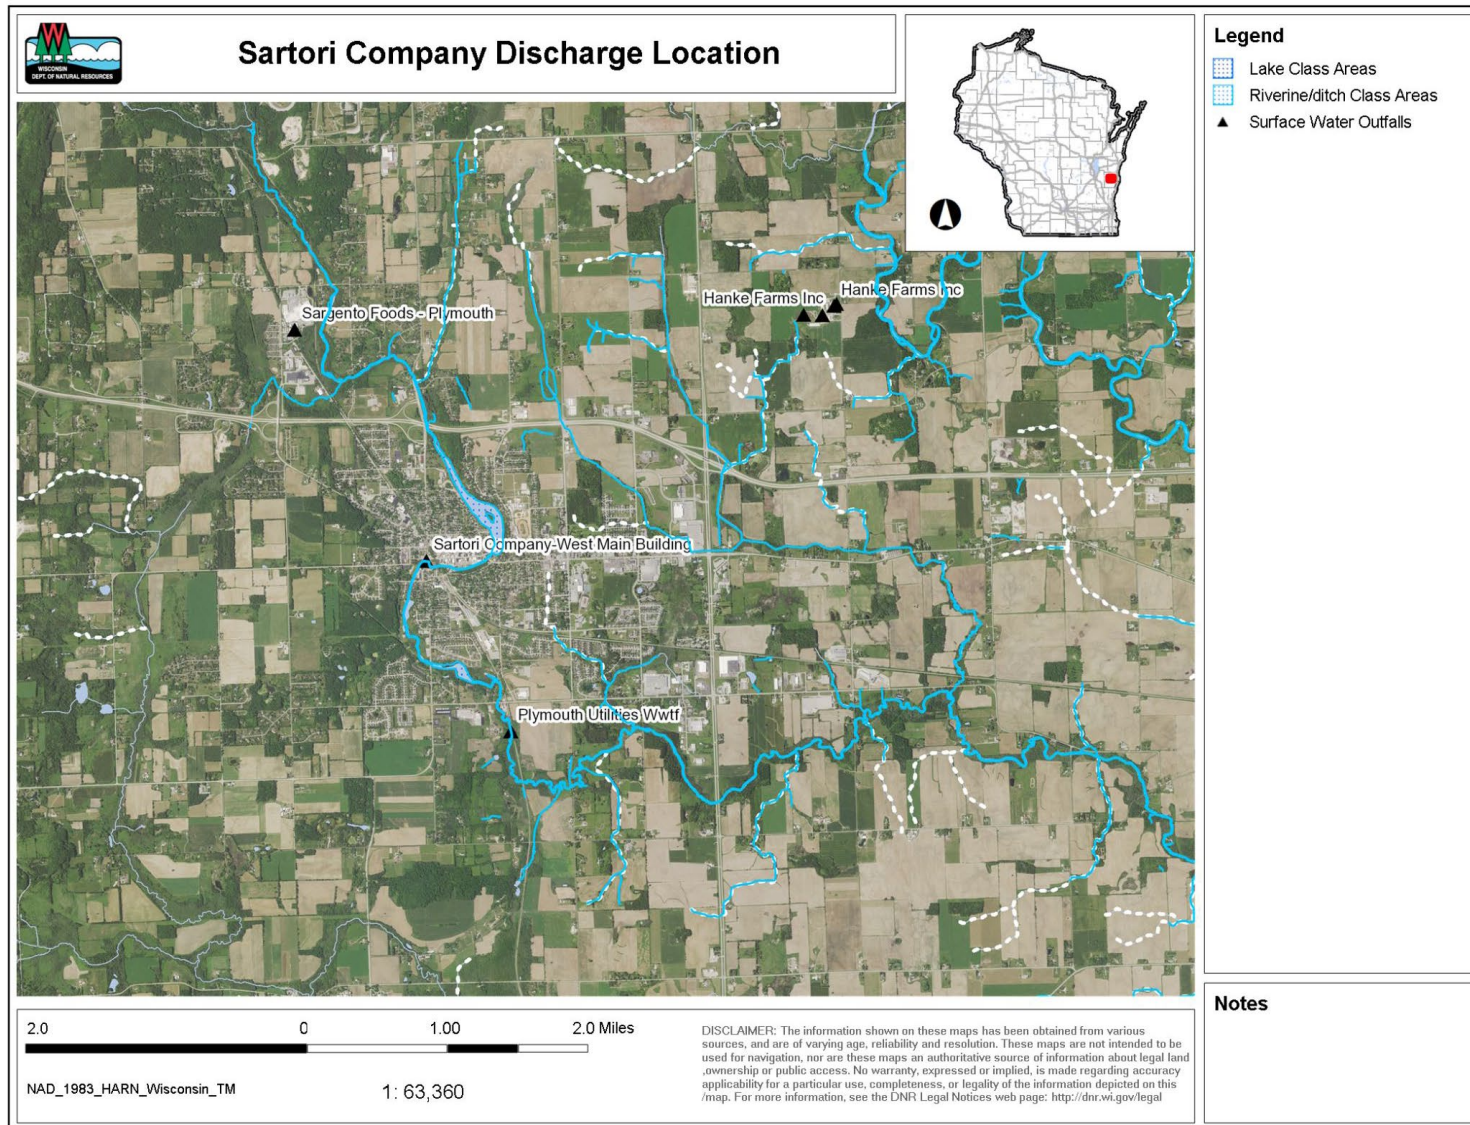 WISCONSIN
DEPT. OF NATURAL RESOURCES
Sartori Company Discharge Location
Legend
Lake Class Areas
Riverine/ditch Class Areas
Surface Water Outfalls
Hanke Farms Inc
Hanke Farms Inc
Sargento Foods - Plymouth
Sartori Company-West Main Building
Plymouth Utilities Wwtf
Notes
2.0 0 1.00 2.0 Miles
NAD_1983_HARN_Wisconsin_TM
1: 63,360
DISCLAIMER: The information shown on these maps has been obtained from various
sources, and are of varying age, reliability and resolution. These maps are not intended to be
used for navigation, nor are these maps an authoritative source of information about legal land
,ownership or public access. No warranty, expressed or implied, is made regarding accuracy
applicability for a particular use, completeness, or legality of the information depicted on this
/map. For more information, see the DNR Legal Notices web page: http://dnr.wi.gov/legal